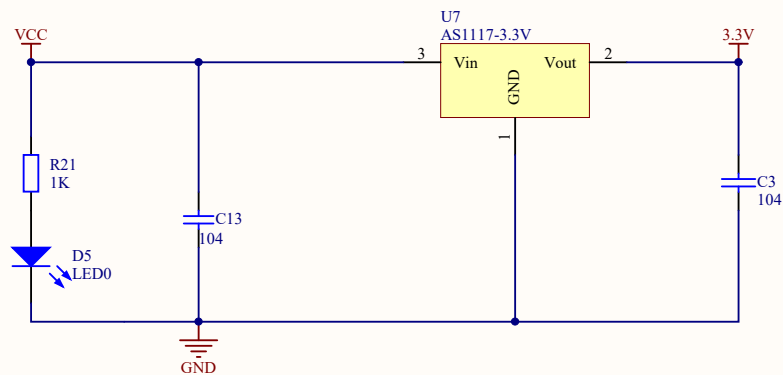 U7
AS1117-3.3V
VCC
3.3V
3
Vin
Vout
2
GND
1
R21
1K
C3
104
C13
104
D5
LED0
GND